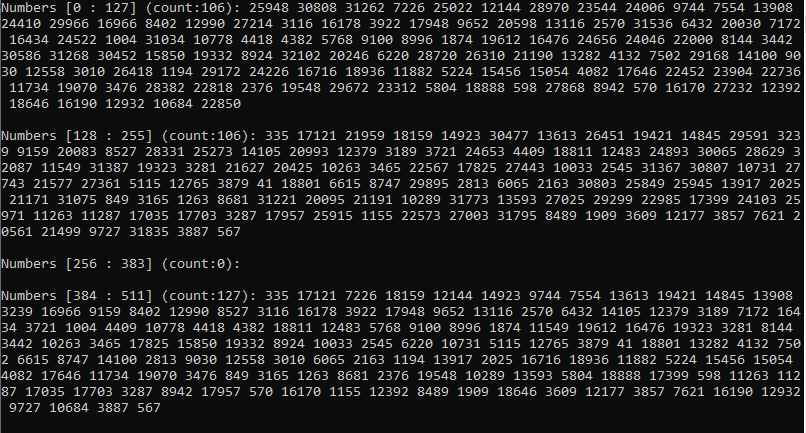 Numbers [0 : 127] (count:106): 25948 30808 31262 7226 25022 12144 28970 23544 24006 9744 7554 13908
24410 29966 16966 8402 12990 27214 3116 16178 3922 17948 9652 20598 13116 2570 31536 6432 20030 7172
 16434 24522 1004 31034 10778 4418 4382 5768 9100 8996 1874 19612 16476 24656 24046 22000 8144 3442
30586 31268 30452 15850 19332 8924 32102 20246 6220 28720 26310 21190 13282 4132 7502 29168 14100 90
30 12558 3010 26418 1194 29172 24226 16716 18936 11882 5224 15456 15054 4082 17646 22452 23904 22736
 11734 19070 3476 28382 22818 2376 19548 29672 23312 5804 18888 598 27868 8942 570 16170 27232 12392
 18646 16190 12932 10684 22850
Numbers [128 : 255] (count:106): 335 17121 21959 18159 14923 30477 13613 26451 19421 14845 29591 323
9 9159 20083 8527 28331 25273 14105 20993 12379 3189 3721 24653 4409 18811 12483 24893 30065 28629 3
2087 11549 31387 19323 3281 21627 20425 10263 3465 22567 17825 27443 10033 2545 31367 30807 10731 27
743 21577 27361 5115 12765 3879 41 18801 6615 8747 29895 2813 6065 2163 30803 25849 25945 13917 2025
 21171 31075 849 3165 1263 8681 31221 20095 21191 10289 31773 13593 27025 29299 22985 17399 24103 25
971 11263 11287 17035 17703 3287 17957 25915 1155 22573 27003 31795 8489 1909 3609 12177 3857 7621 2
0561 21499 9727 31835 3887 567
Numbers [256 : 383] (count:0):
Numbers [384 : 511] (count:127): 335 17121 7226 18159 12144 14923 9744 7554 13613 19421 14845 13908
3239 16966 9159 8402 12990 8527 3116 16178 3922 17948 9652 13116 2570 6432 14105 12379 3189 7172 164
34 3721 1004 4409 10778 4418 4382 18811 12483 5768 9100 8996 1874 11549 19612 16476 19323 3281 8144
3442 10263 3465 17825 15850 19332 8924 10033 2545 6220 10731 5115 12765 3879 41 18801 13282 4132 750
2 6615 8747 14100 2813 9030 12558 3010 6065 2163 1194 13917 2025 16716 18936 11882 5224 15456 15054
4082 17646 11734 19070 3476 849 3165 1263 8681 2376 19548 10289 13593 5804 18888 17399 598 11263 112
87 17035 17703 3287 8942 17957 570 16170 1155 12392 8489 1909 18646 3609 12177 3857 7621 16190 12932
 9727 10684 3887 567